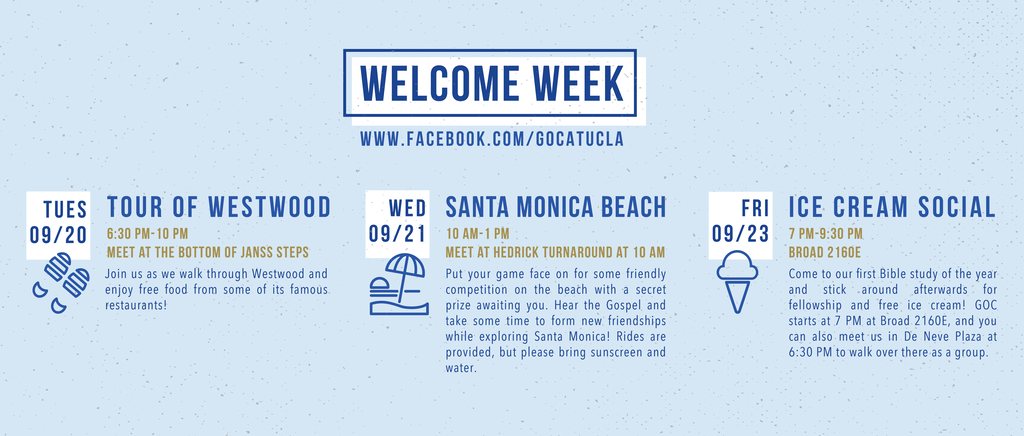 WELCOME WEEK
WWW.FACEBOOK.COM/GOCATUCLA
TUES
09/20
TOUR OF WESTWOOD
6:30 PM-10 PM
MEET AT THE BOTTOM OF JANSS STEPS
Join us as we walk through Westwood and
enjoy free food from some of its famous
restaurants!
WED
09/21
SANTA MONICA BEACH
10 AM-1 PM
MEET AT HEDRICK TURNAROUND AT 10 AM
Put your game face on for some friendly
competition on the beach with a secret
prize awaiting you. Hear the Gospel and
take some time to form new friendships
while exploring Santa Monica! Rides are
provided, but please bring sunscreen and
water.
FRI
09/23
ICE CREAM SOCIAL
7 PM-9:30 PM
BROAD 2160E
Come to our first Bible study of the year
and stick around afterwards for
fellowship and free ice cream! GOC
starts at 7 PM at Broad 2160E, and you
can also meet us in De Neve Plaza at
6:30 PM to walk over there as a group.